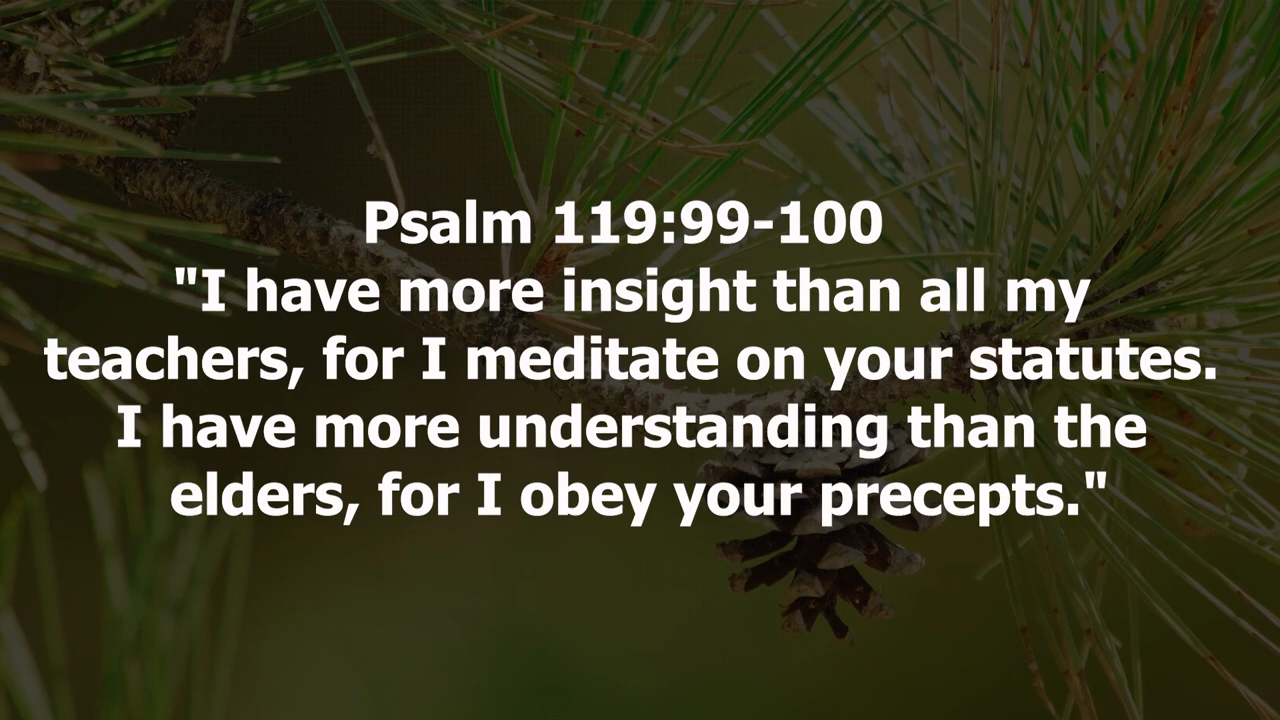 Psalm 119:99-100
"I have more insight than all my
teachers, for I meditate on your statutes.
I have more understanding than the
elders, for I obey your precepts."